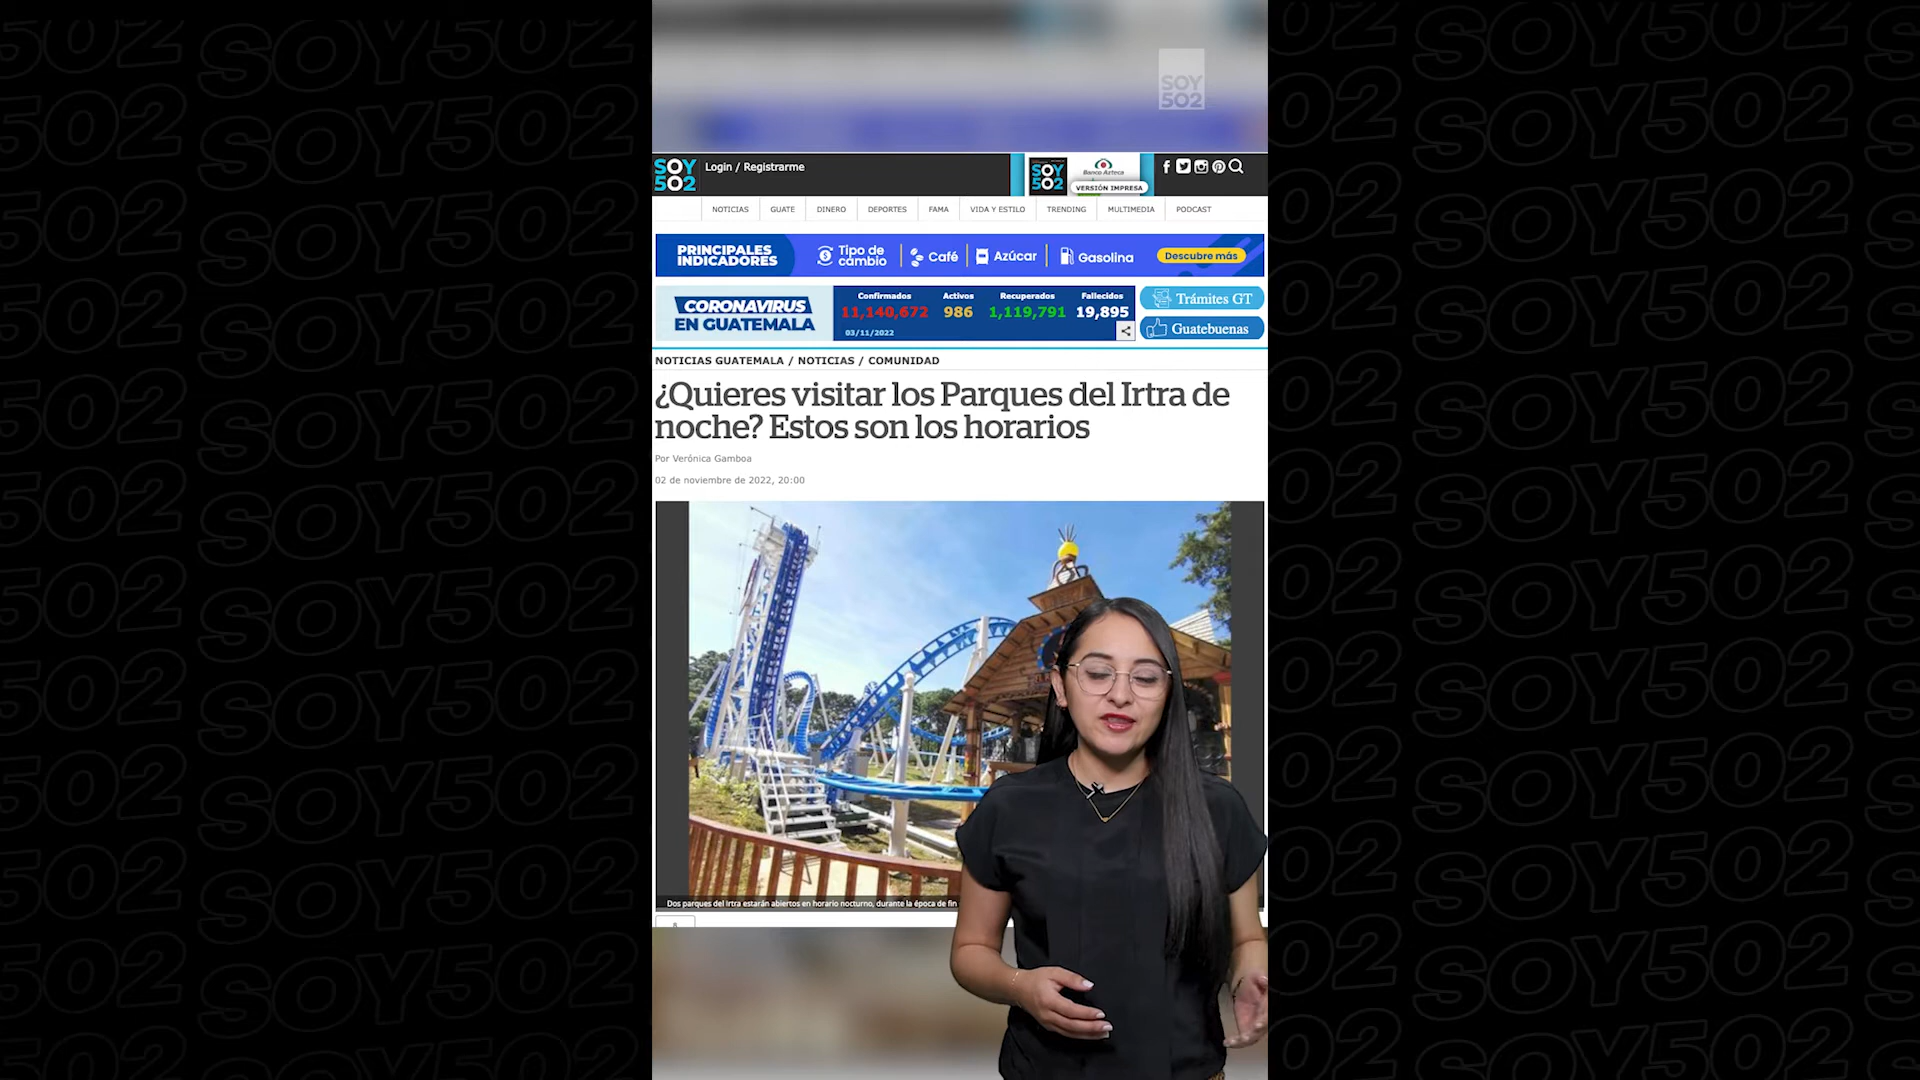 SOY
502
SOY
502
Login / Registrarme
SOY
502
Banco Azteca
VERSIÓN IMPRESA
NOTICIAS
GUATE
DINERO
DEPORTES
FAMA
VIDA Y ESTILO
TRENDING
MULTIMEDIA
PODCAST
PRINCIPALES
INDICADORES
Tipo de
cambio
Café
Azúcar
Gasolina
Descubre más
CORONAVIRUS
EN GUATEMALA
Confirmados
Activos
Recuperados
Fallecidos
11,140,672
986
1,119,791
19,895
03/11/2022
Trámites GT
Guatebuenas
NOTICIAS GUATEMALA / NOTICIAS / COMUNIDAD
¿Quieres visitar los Parques del Irtra de
noche? Estos son los horarios
Por Verónica Gamboa
02 de noviembre de 2022, 20:00
Dos parques del Irtra estarán abiertos en horario nocturno, durante la época de fin